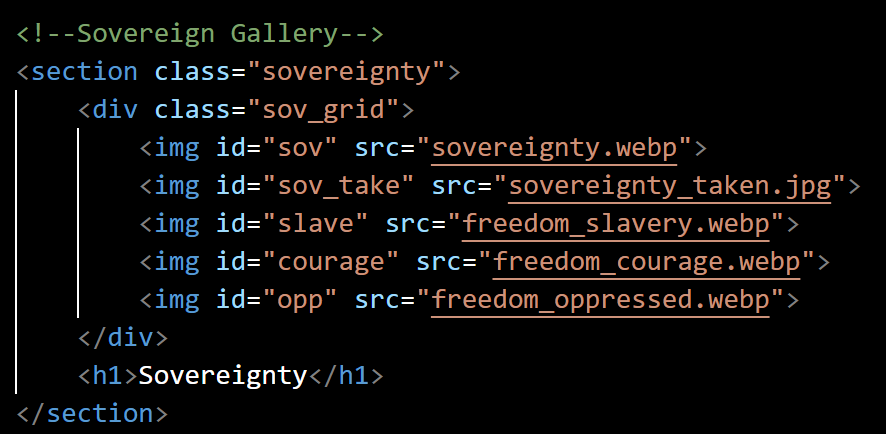 <!--Sovereign Gallery-->
<section class="sovereignty">
    <div class="sov_grid">
        <img id="sov" src="sovereignty.webp">
        <img id="sov_take" src="sovereignty_taken.jpg">
        <img id="slave" src="freedom_slavery.webp">
        <img id="courage" src="freedom_courage.webp">
        <img id="opp" src="freedom_oppressed.webp">
    </div>
    <h1>Sovereignty</h1>
</section>